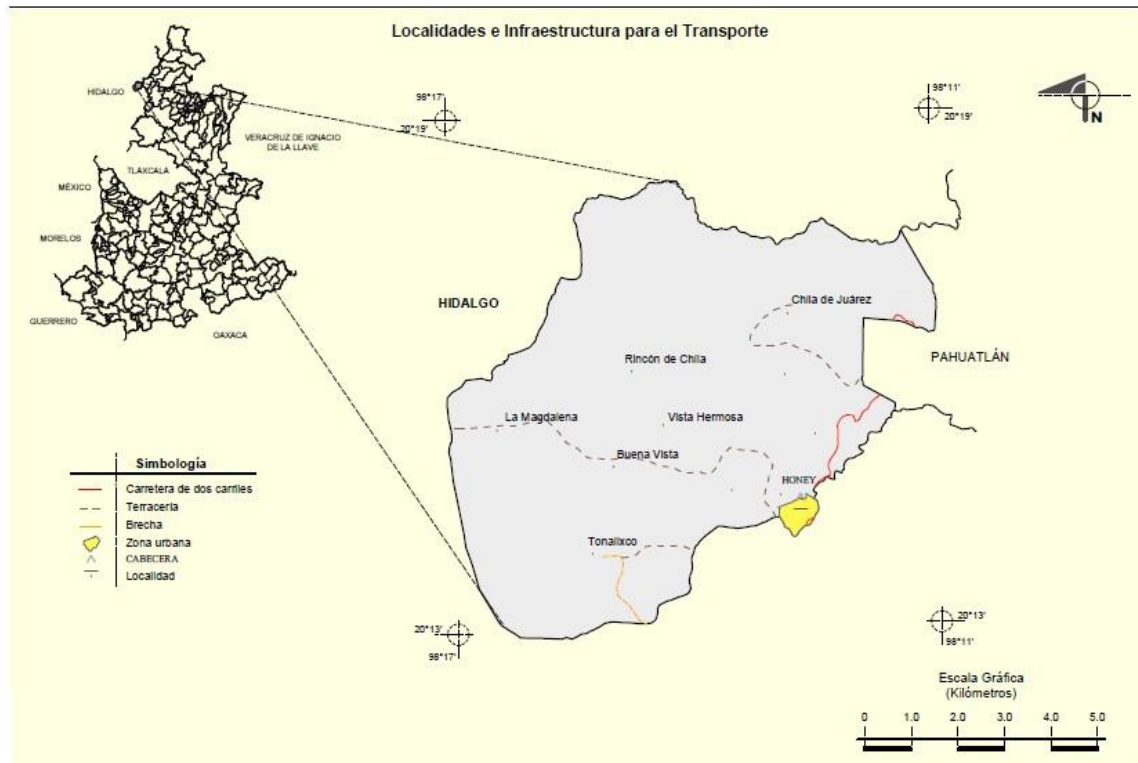 Localidades e Infraestructura para el Transporte
HIDALGO
VERACRUZ DE IGNACIO
DE LA LLAVE
TLAXCALA
MÉXICO
MORELOS
GUERRERO
OAXACA
98°17'
20°19'
98°11'
20°19'
N
HIDALGO
Chila de Juárez
PAHUATLÁN
Rincón de Chila
La Magdalena
Vista Hermosa
Buena Vista
HONEY
Tonalixco
Simbología
Carretera de dos carriles
Terracería
Brecha
Zona urbana
CABECERA
Localidad
20°13'
98°17'
20°13'
98°11'
Escala Gráfica
(Kilómetros)
0 1.0 2.0 3.0 4.0 5.0